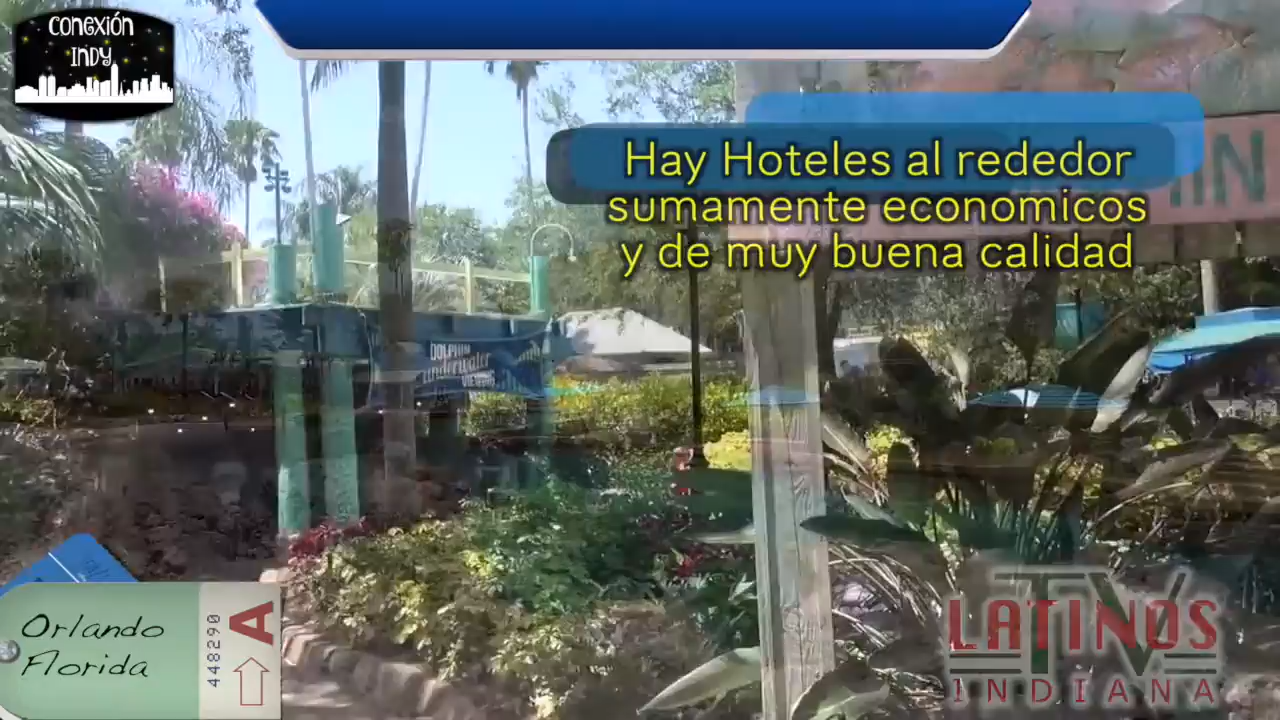 Conexión
Indy
Hay Hoteles al rededor
sumamente economicos
y de muy buena calidad
IN
DOLPHIN
underwater
VIEWING
Orlando
Florida
448290
A
TV
LATINOS
INDIANA